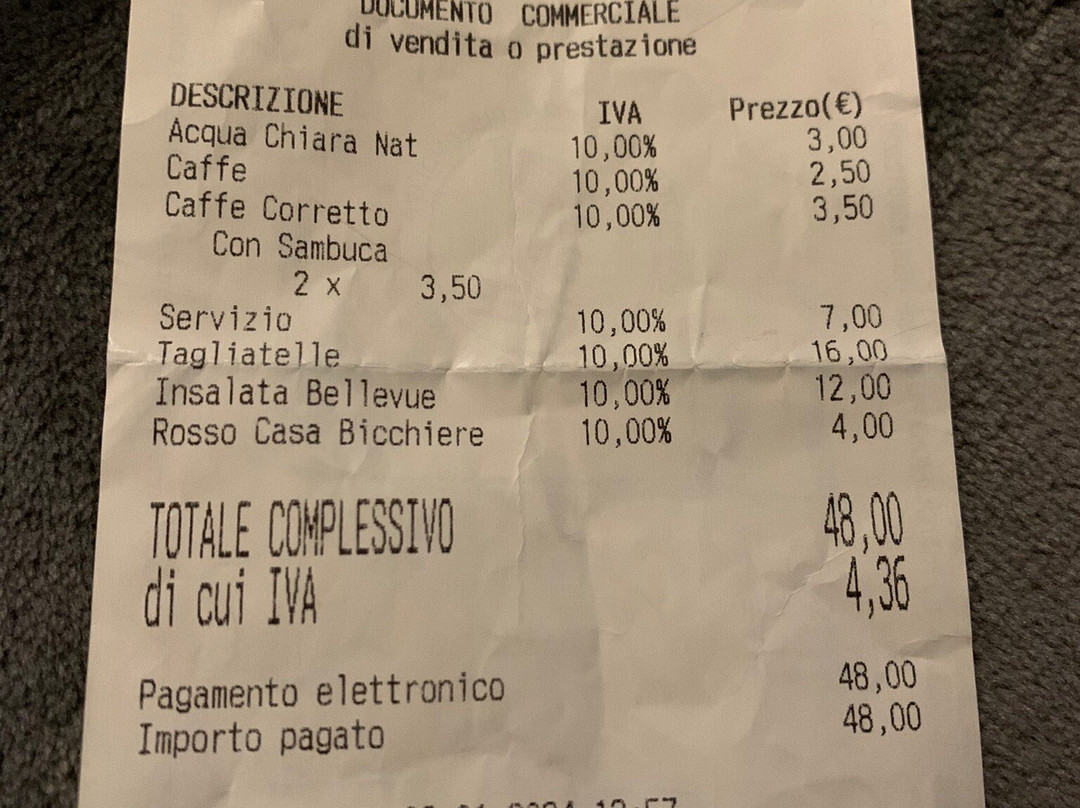 DOCUMENTO COMMERCIALE
di vendita o prestazione
DESCRIZIONE IVA Prezzo(€)
Acqua Chiara Nat 10,00% 3,00
Caffe 10,00% 2,50
Caffe Corretto 10,00% 3,50
Con Sambuca
2 x 3,50
Servizio 10,00% 7,00
Tagliatelle 10,00% 16,00
Insalata Bellevue 10,00% 12,00
Rosso Casa Bicchiere 10,00% 4,00
TOTALE COMPLESSIVO 48,00
di cui IVA 4,36
Pagamento elettronico 48,00
Importo pagato 48,00